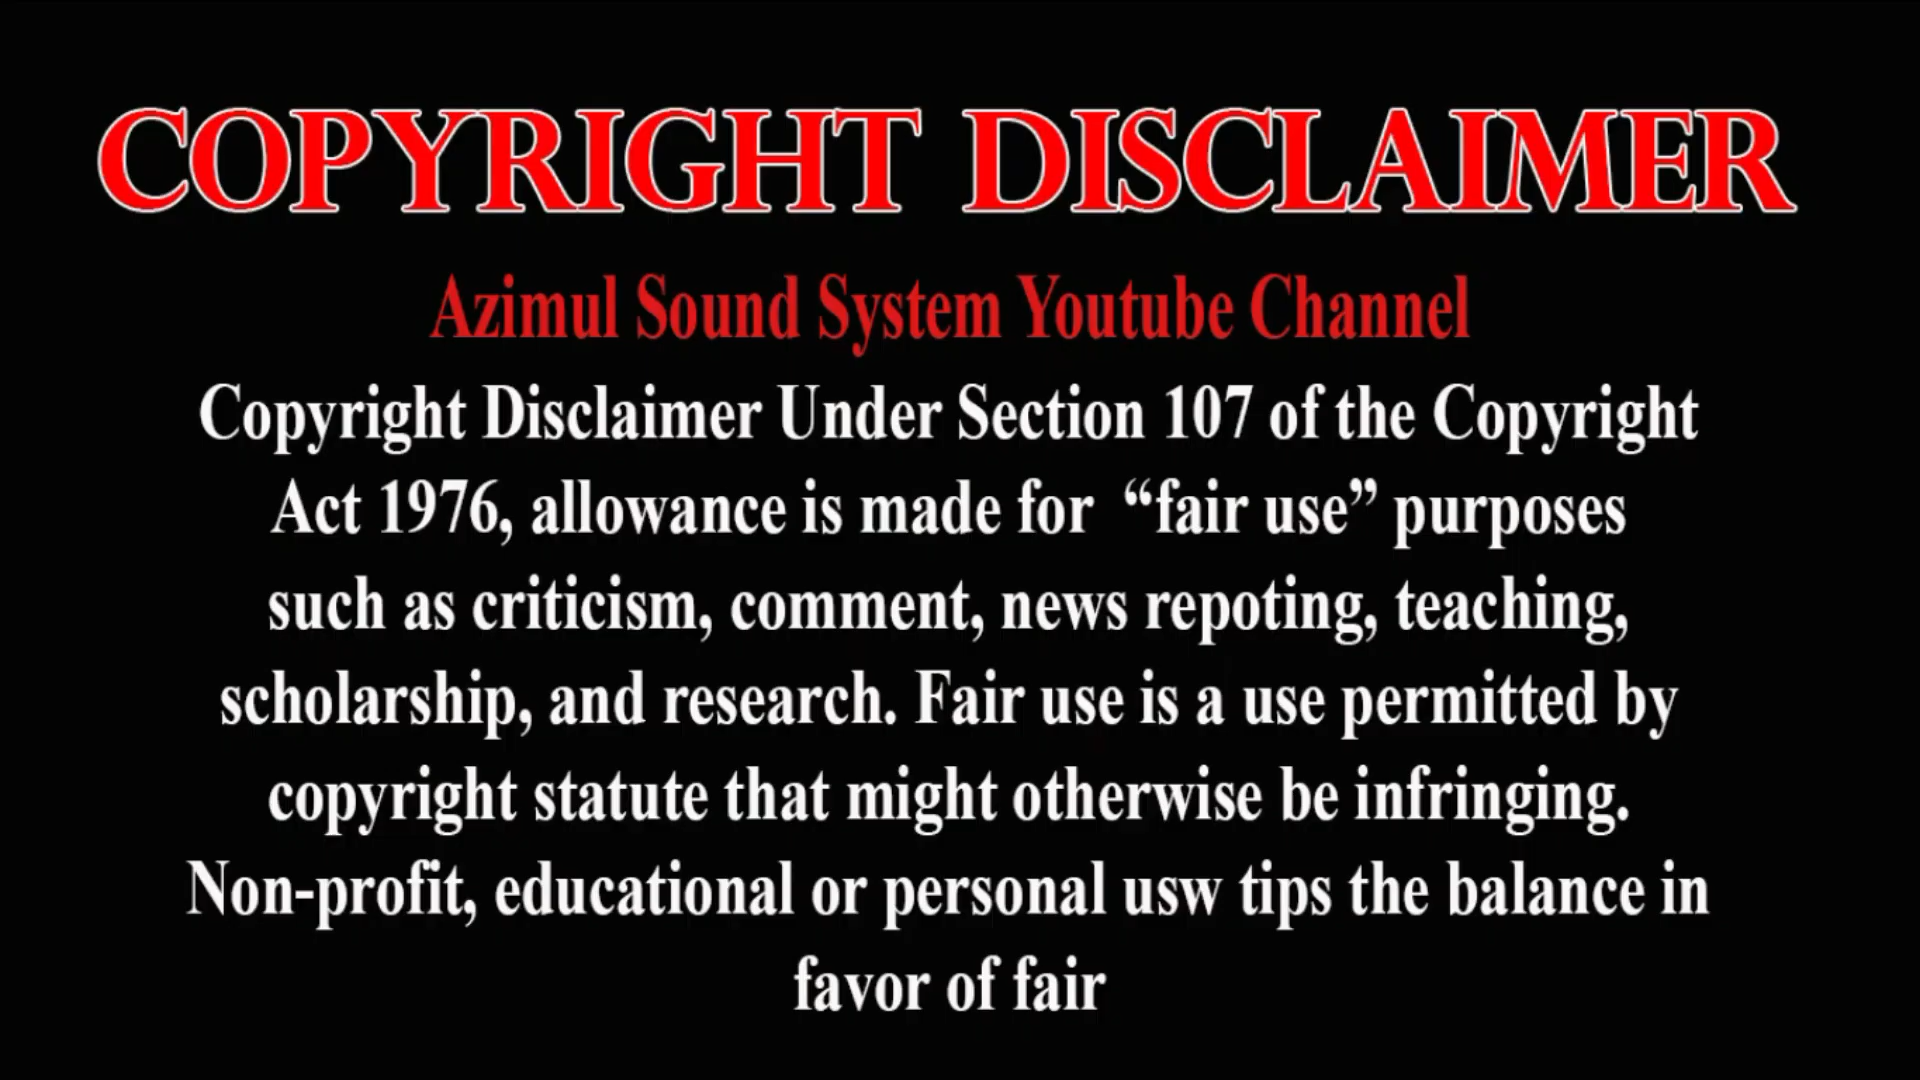 COPYRIGHT DISCLAIMER
Azimul Sound System Youtube Channel
Copyright Disclaimer Under Section 107 of the Copyright
Act 1976, allowance is made for “fair use” purposes
such as criticism, comment, news repoting, teaching,
scholarship, and research. Fair use is a use permitted by
copyright statute that might otherwise be infringing.
Non-profit, educational or personal usw tips the balance in
favor of fair